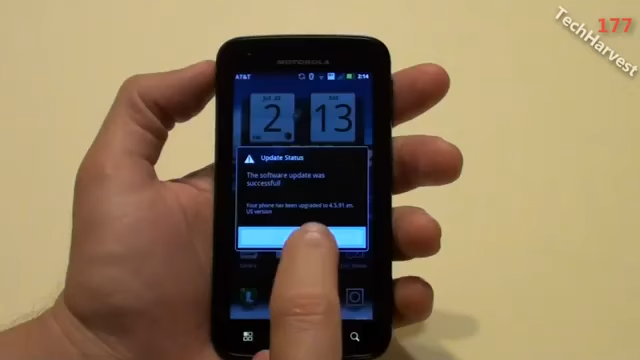 177
TechHarvest
MOTOROLA
AT&T
2:14
2
13
Update Status
The software update was
successful!
Your phone has been upgraded to 4.5.91.en.
US version